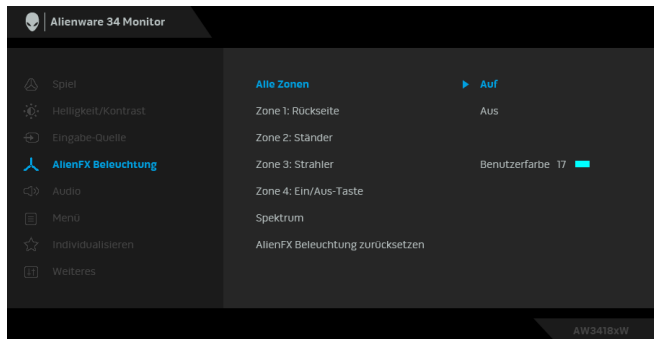 Alienware 34 Monitor
Spiel
Helligkeit/Kontrast
Eingabe-Quelle
AlienFX Beleuchtung
Audio
Menü
Individualisieren
Weiteres
Alle Zonen
Auf
Zone 1: Rückseite
Aus
Zone 2: Ständer
Zone 3: Strahler
Benutzerfarbe 17
Zone 4: Ein/Aus-Taste
Spektrum
AlienFX Beleuchtung zurücksetzen
AW3418xW